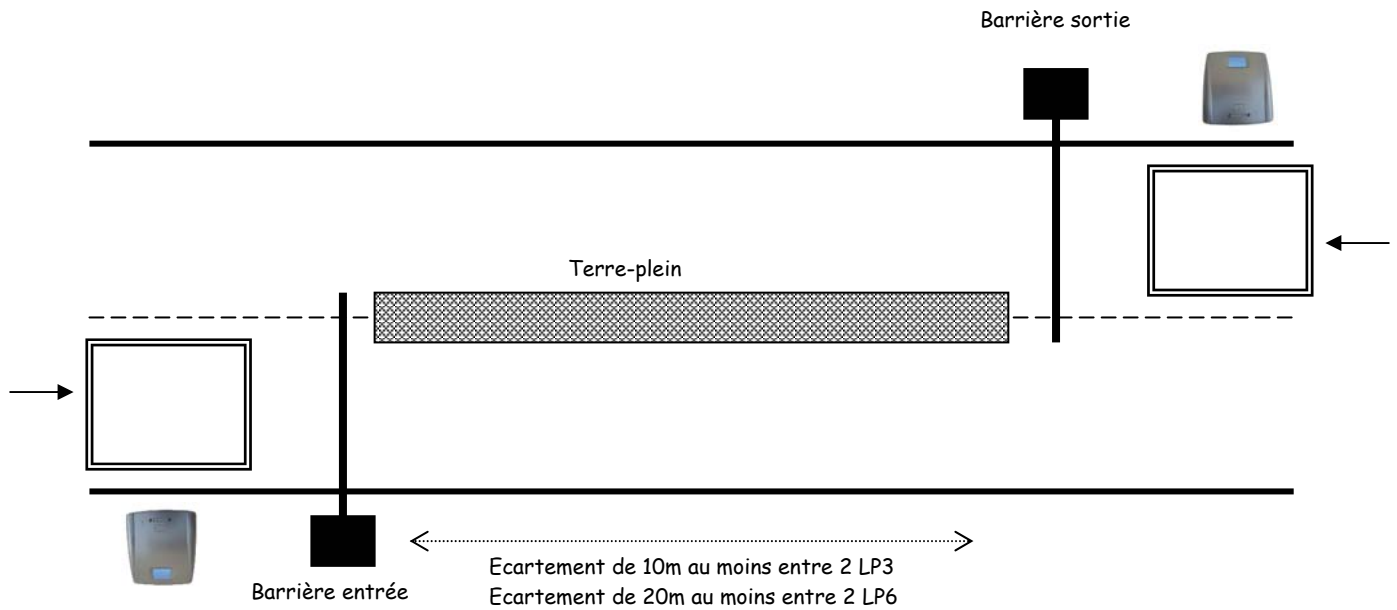 Barrière sortie
Terre-plein
Ecartement de 10m au moins entre 2 LP3
Barrière entrée
Ecartement de 20m au moins entre 2 LP6